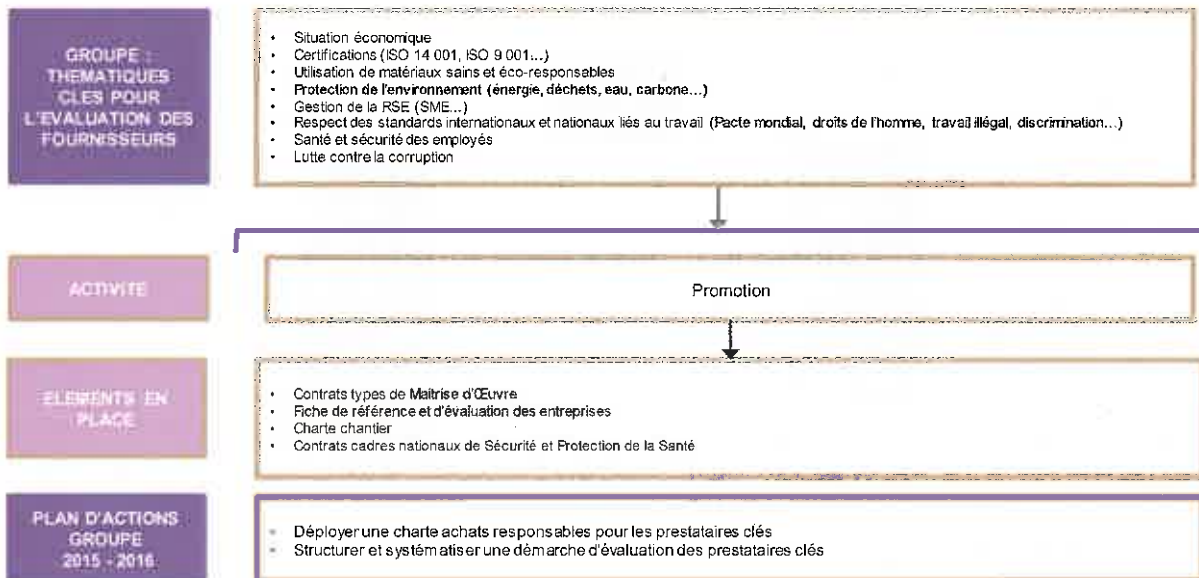 GROUPE :
THEMATIQUES
CLES POUR
L'EVALUATION DES
FOURNISSEURS
• Situation économique
• Certifications (ISO 14 001, ISO 9 001...)
• Utilisation de matériaux sains et éco-responsables
• Protection de l'environnement (énergie, déchets, eau, carbone...)
• Gestion de la RSE (SME...)
• Respect des standards internationaux et nationaux liés au travail (Pacte mondial, droits de l'homme, travail illégal, discrimination...)
• Santé et sécurité des employés
• Lutte contre la corruption
ACTIVITE
Promotion
ELEMENTS EN
PLACE
• Contrats types de Maîtrise d'Œuvre
• Fiche de référence et d'évaluation des entreprises
• Charte chantier
• Contrats cadres nationaux de Sécurité et Protection de la Santé
PLAN D'ACTIONS
GROUPE
2015 - 2016
• Déployer une charte achats responsables pour les prestataires clés
• Structurer et systématiser une démarche d'évaluation des prestataires clés